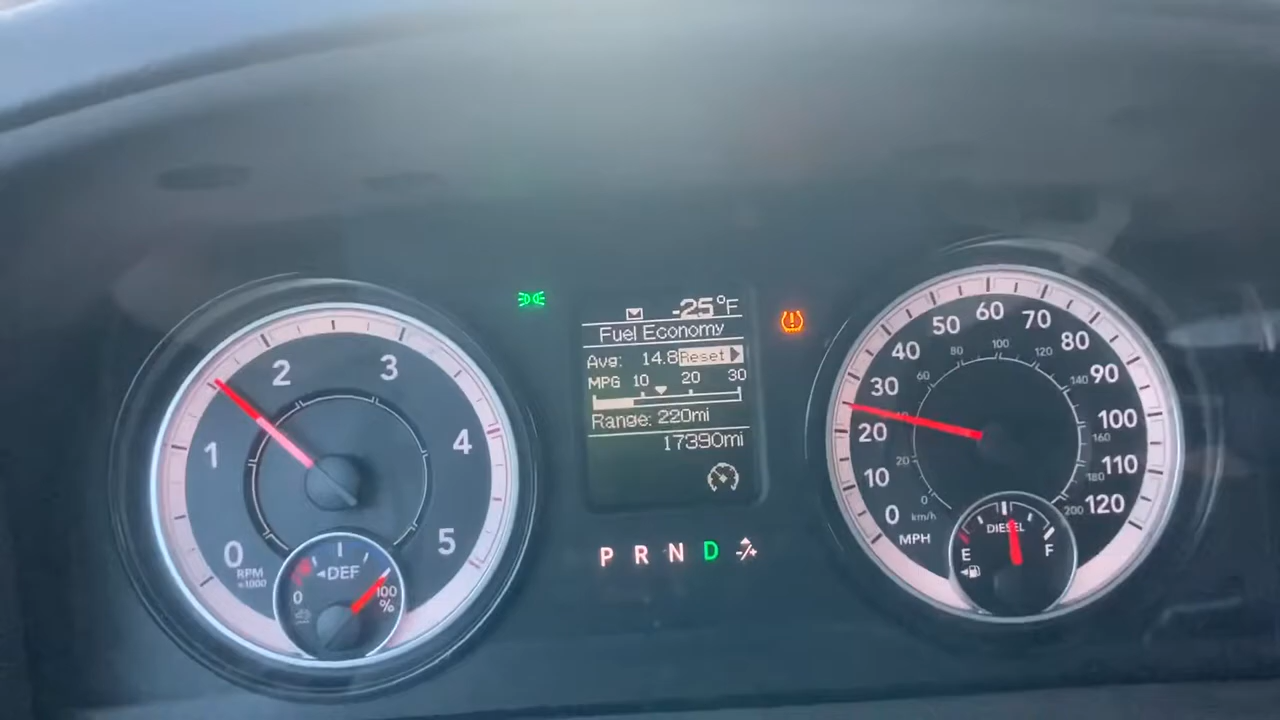 -25°F
Fuel Economy
Avg: 14.8 Reset
MPG 10 20 30
Range: 220mi
17390mi
P R N D
0 1 2 3 4 5
RPM
×1000
DEF
0 100
%
0 10 20 30 40 50 60 70 80 90 100 110 120
MPH
0 20 40 60 80 100 120 140 160 180 200
km/h
DIESEL
E F